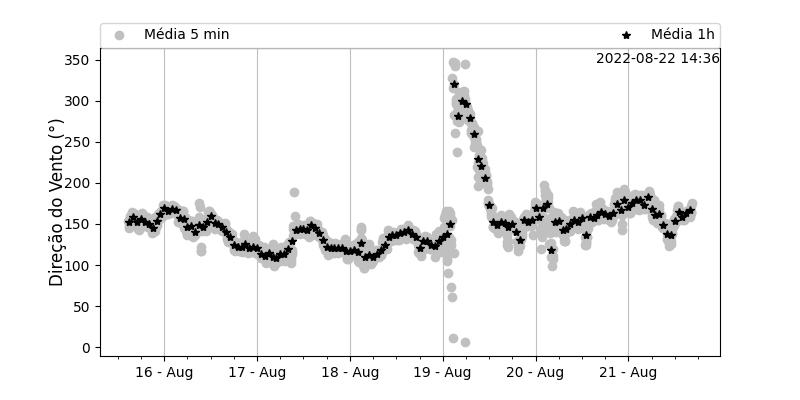 Média 5 min
Média 1h
2022-08-22 14:36
Direção do Vento (°)
350
300
250
200
150
100
50
0
16 - Aug
17 - Aug
18 - Aug
19 - Aug
20 - Aug
21 - Aug